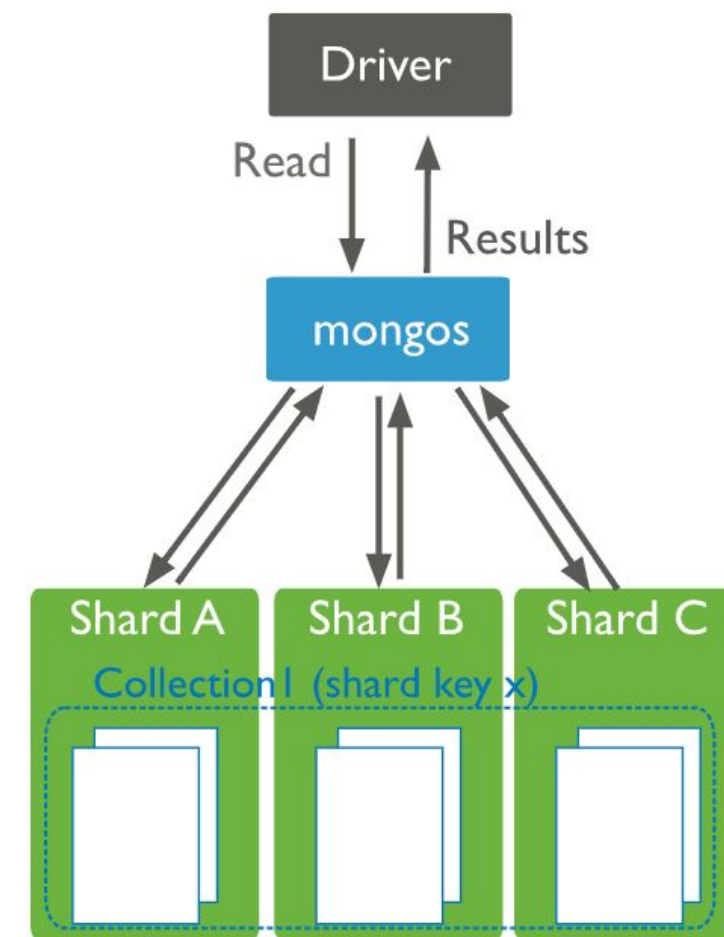 Driver
Read
Results
mongos
Shard A Shard B Shard C
Collection1 (shard key x)